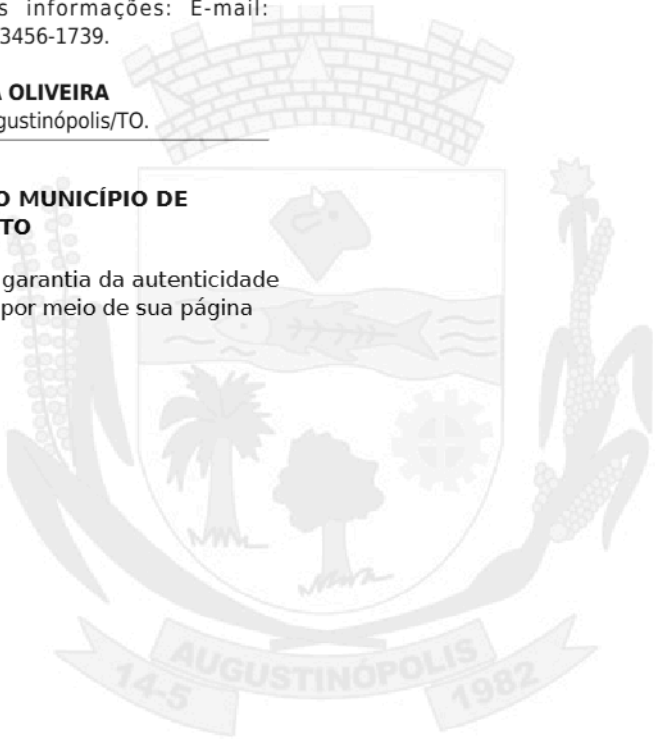 s informações: E-mail:
3456-1739.
A OLIVEIRA
gustinópolis/TO.
O MUNICÍPIO DE
TO
garantia da autenticidade
por meio de sua página
14-5 AUGUSTINÓPOLIS 1982